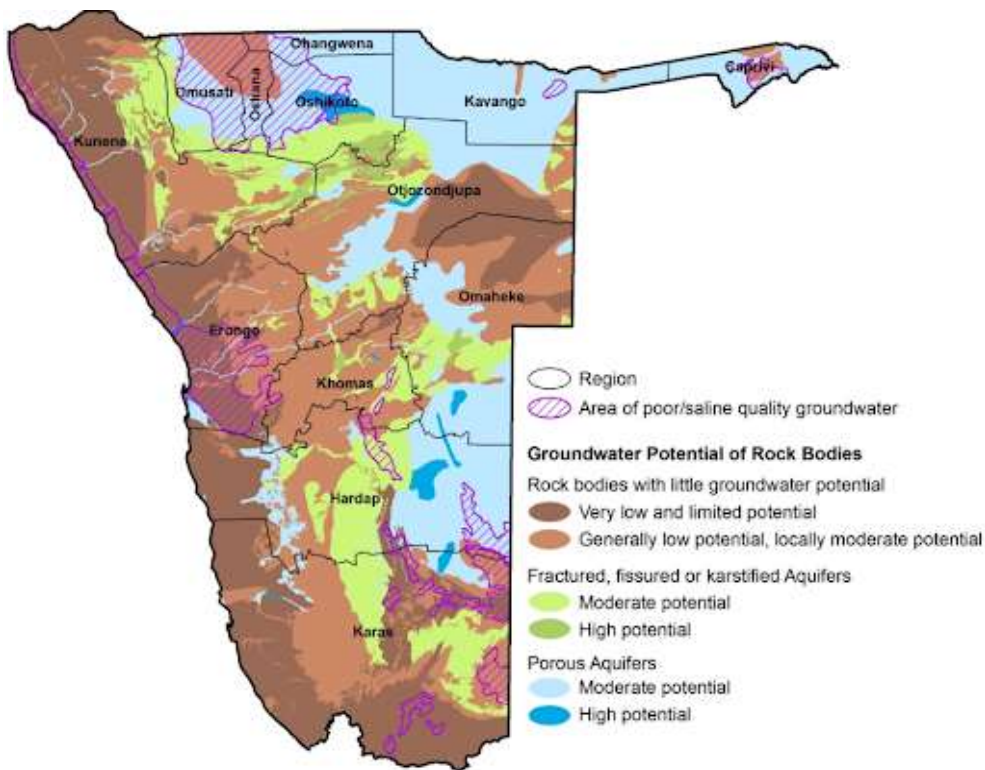 Ohangwena
Omusati
Oshana
Oshikoto
Kavango
Caprivi
Kunene
Otjozondjupa
Omaheke
Erongo
Khomas
Hardap
Karas
Region
Area of poor/saline quality groundwater
Groundwater Potential of Rock Bodies
Rock bodies with little groundwater potential
Very low and limited potential
Generally low potential, locally moderate potential
Fractured, fissured or karstified Aquifers
Moderate potential
High potential
Porous Aquifers
Moderate potential
High potential